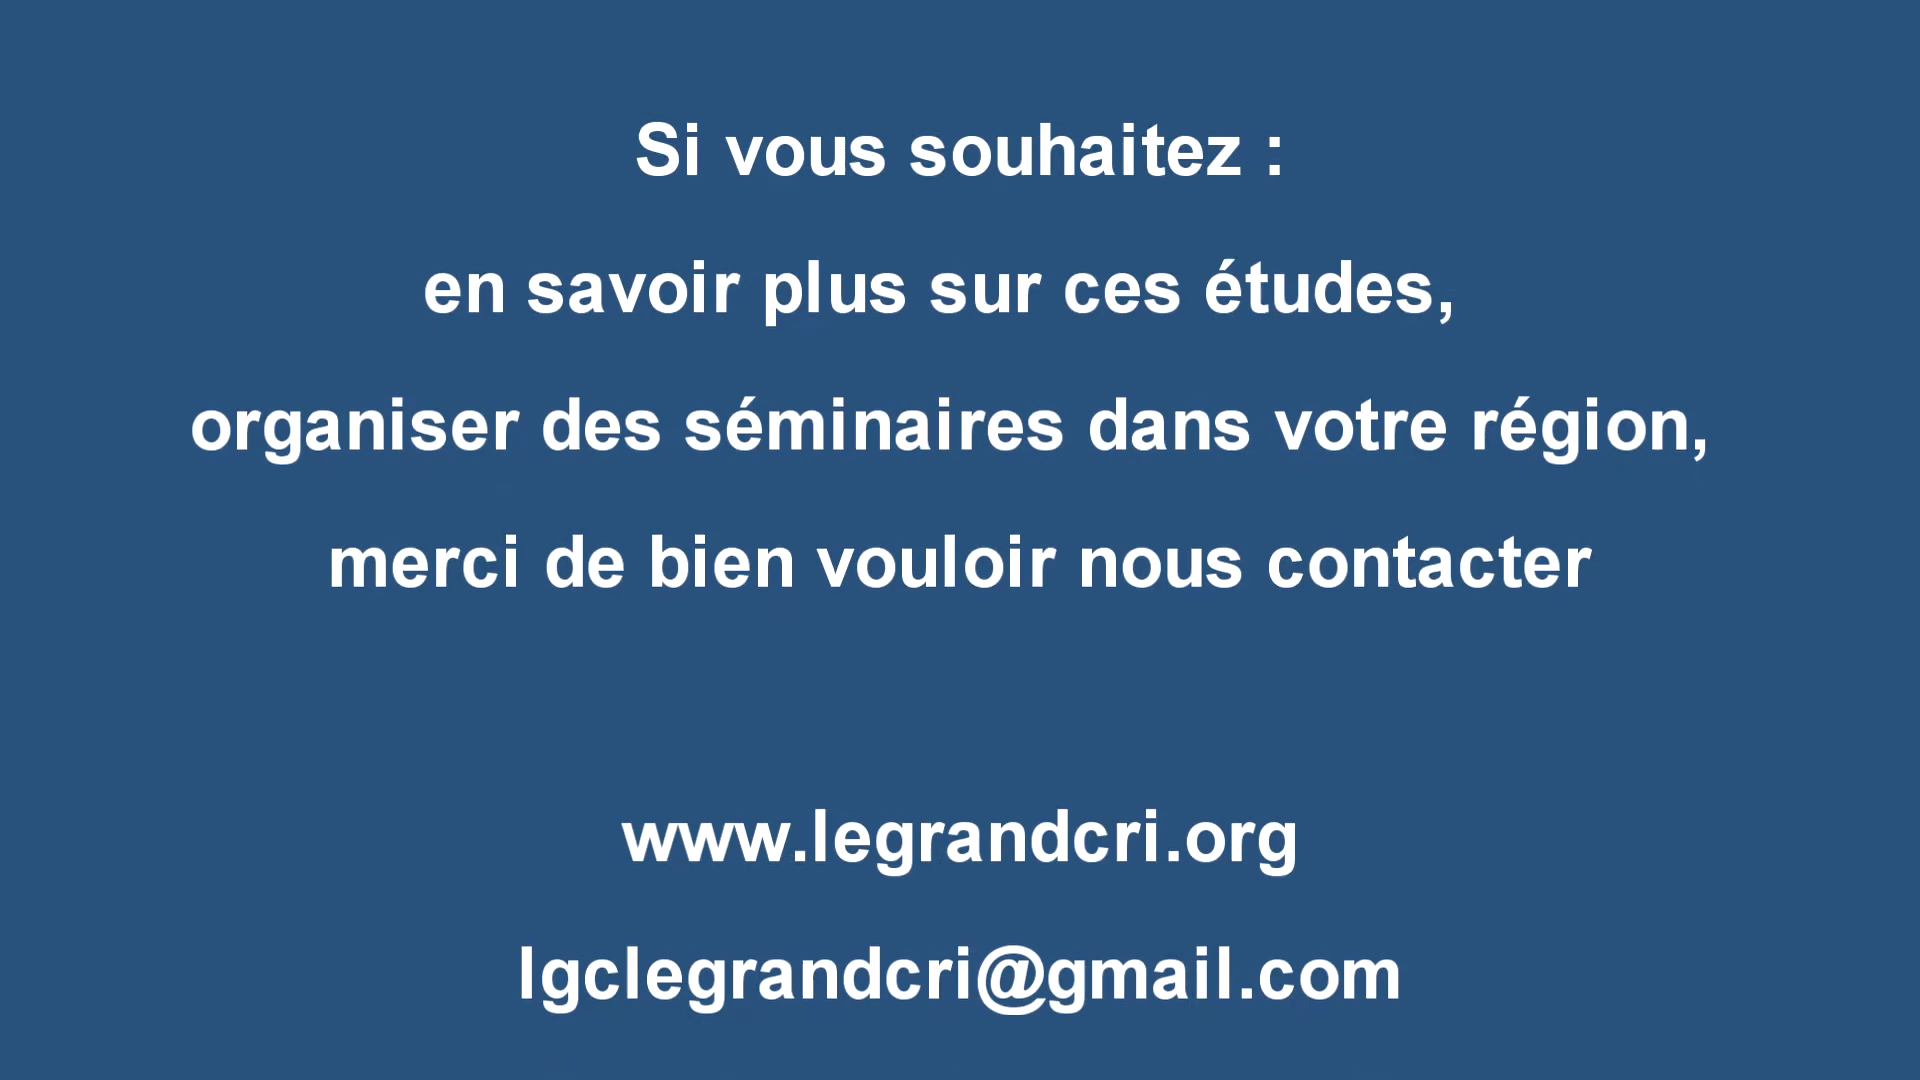 Si vous souhaitez :
en savoir plus sur ces études,
organiser des séminaires dans votre région,
merci de bien vouloir nous contacter
www.legrandcri.org
lgclegrandcri@gmail.com